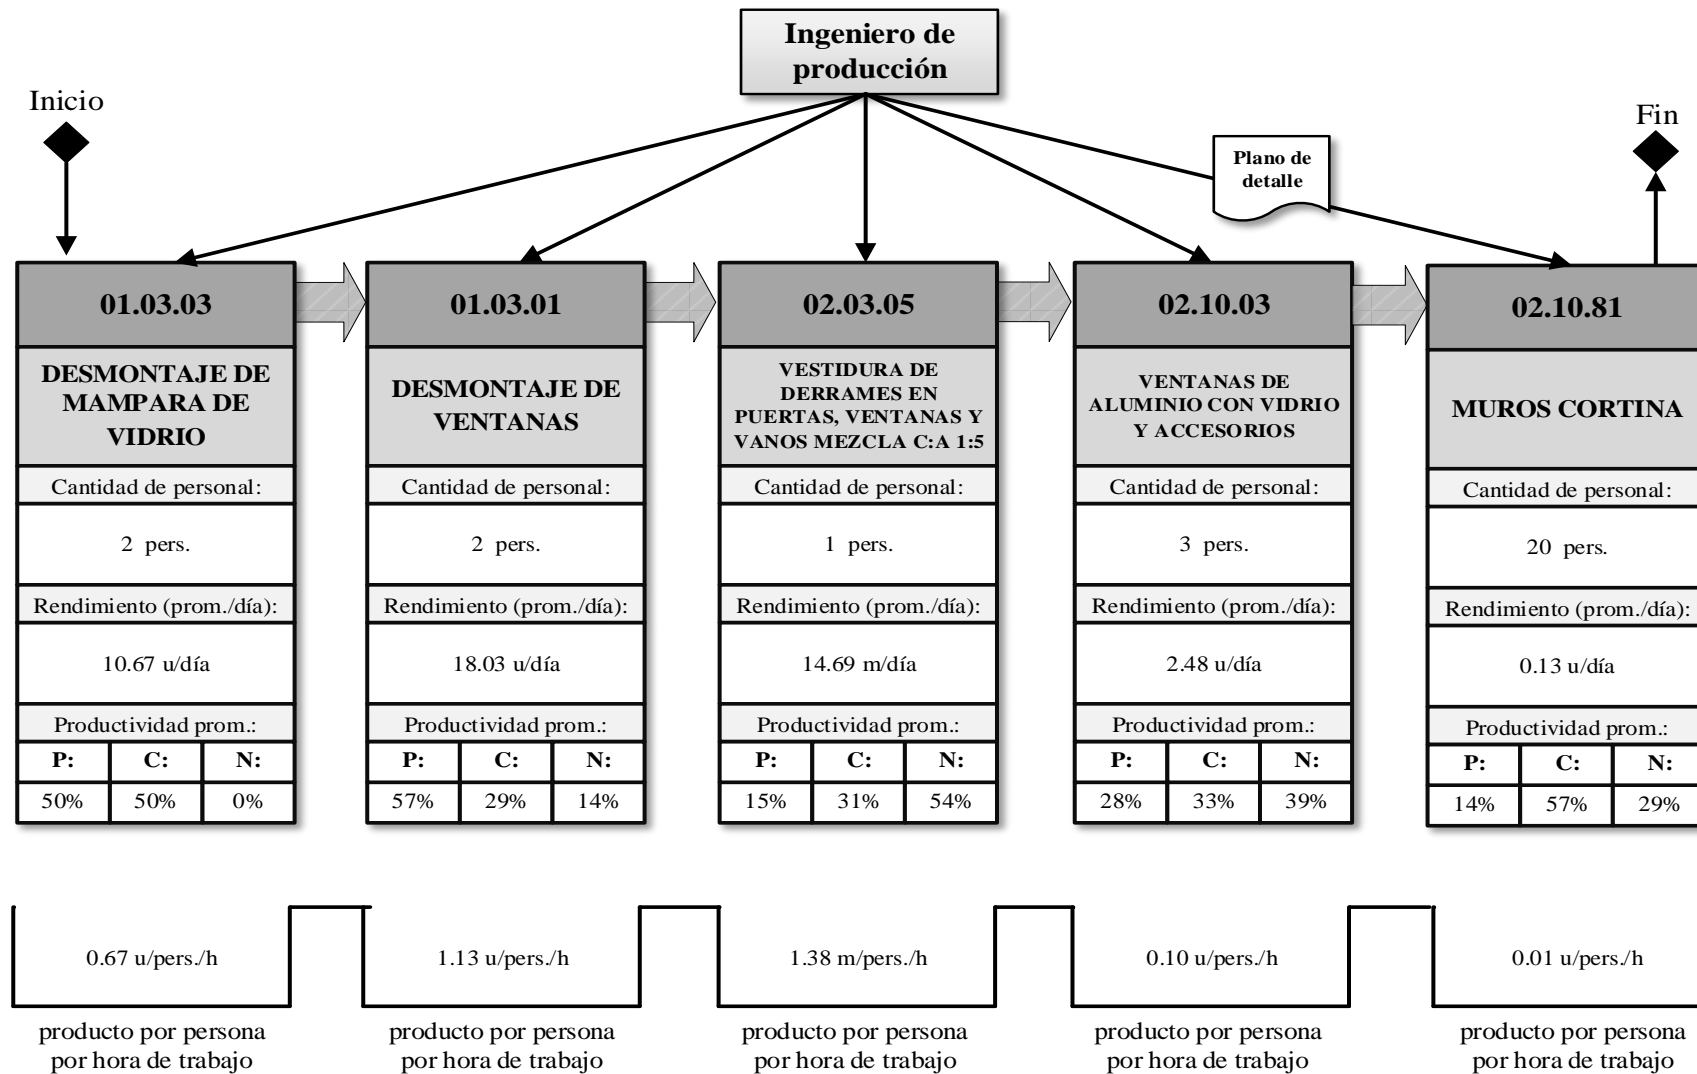 Ingeniero de
producción
Inicio
Fin
Plano de
detalle
01.03.03
DESMONTAJE DE
MAMPARA DE
VIDRIO
Cantidad de personal:
2 pers.
Rendimiento (prom./día):
10.67 u/día
Productividad prom.:
P: C: N:
50% 50% 0%
01.03.01
DESMONTAJE DE
VENTANAS
Cantidad de personal:
2 pers.
Rendimiento (prom./día):
18.03 u/día
Productividad prom.:
P: C: N:
57% 29% 14%
02.03.05
VESTIDURA DE
DERRAMES EN
PUERTAS, VENTANAS Y
VANOS MEZCLA C:A 1:5
Cantidad de personal:
1 pers.
Rendimiento (prom./día):
14.69 m/día
Productividad prom.:
P: C: N:
15% 31% 54%
02.10.03
VENTANAS DE
ALUMINIO CON VIDRIO
Y ACCESORIOS
Cantidad de personal:
3 pers.
Rendimiento (prom./día):
2.48 u/día
Productividad prom.:
P: C: N:
28% 33% 39%
02.10.81
MUROS CORTINA
Cantidad de personal:
20 pers.
Rendimiento (prom./día):
0.13 u/día
Productividad prom.:
P: C: N:
14% 57% 29%
0.67 u/pers./h
producto por persona
por hora de trabajo
1.13 u/pers./h
producto por persona
por hora de trabajo
1.38 m/pers./h
producto por persona
por hora de trabajo
0.10 u/pers./h
producto por persona
por hora de trabajo
0.01 u/pers./h
producto por persona
por hora de trabajo